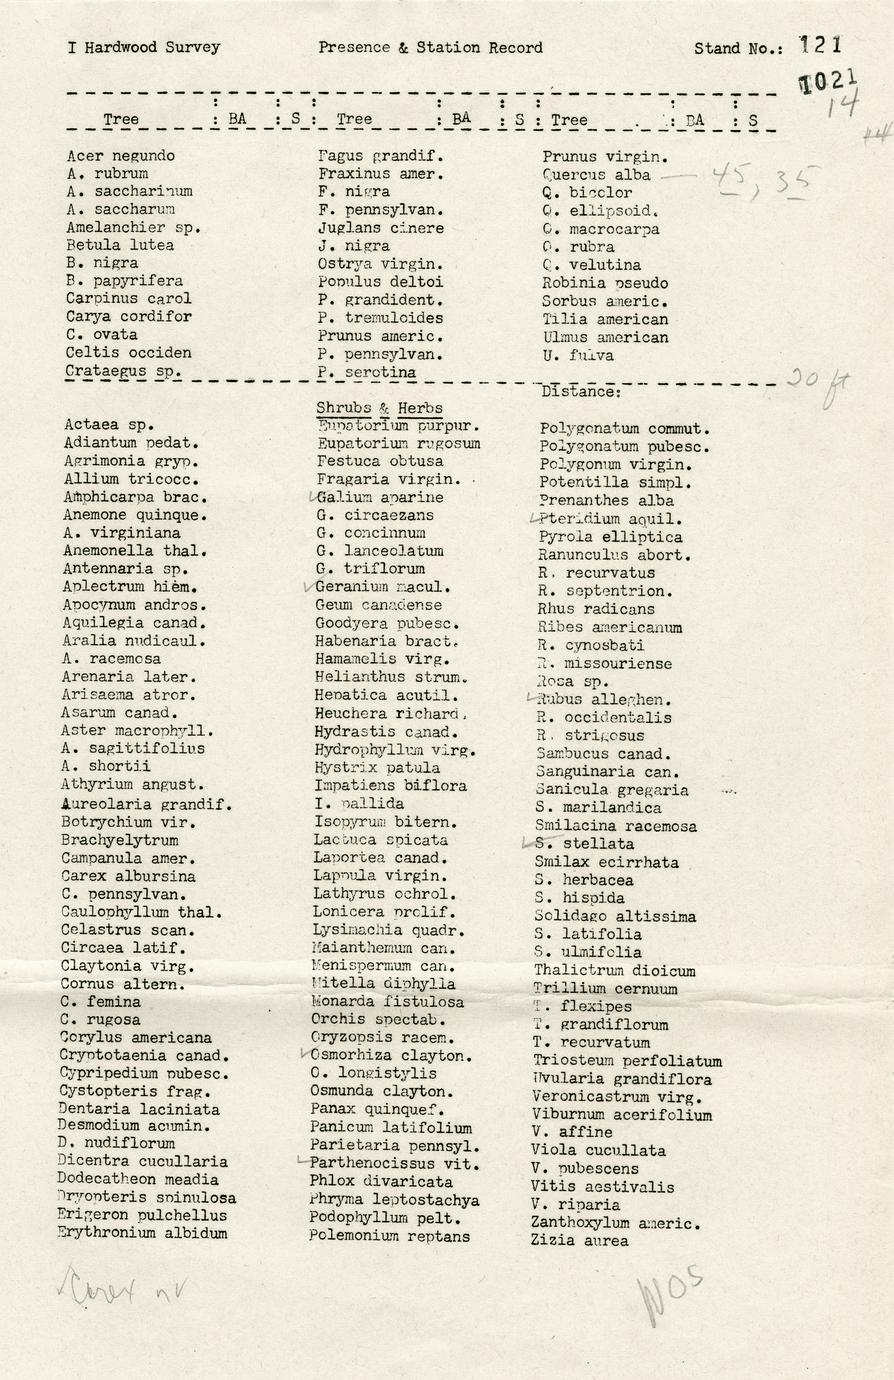 I Hardwood Survey Presence & Station Record Stand No.: 121
1021
14
Tree : BA : S : Tree : BA : S : Tree : BA : S
Acer negundo
A. rubrum
A. saccharinum
A. saccharum
Amelanchier sp.
Betula lutea
B. nigra
B. papyrifera
Carpinus carol
Carya cordifor
C. ovata
Celtis occiden
Crataegus sp.
Fagus grandif.
Fraxinus amer.
F. nigra
F. pennsylvan.
Juglans cinere
J. nigra
Ostrya virgin.
Populus deltoi
P. grandident.
P. tremuloides
Prunus americ.
P. pennsylvan.
P. serotina
Prunus virgin.
Quercus alba — 45, 35
Q. bicolor
Q. ellipsoid.
Q. macrocarpa
Q. rubra
Q. velutina
Robinia pseudo
Sorbus americ.
Tilia american
Ulmus american
U. fulva
Distance: 20 ft
Shrubs & Herbs
Actaea sp.
Adiantum pedat.
Agrimonia gryp.
Allium tricocc.
Amphicarpa brac.
Anemone quinque.
A. virginiana
Anemonella thal.
Antennaria sp.
Aplectrum hiem.
Apocynum andros.
Aquilegia canad.
Aralia nudicaul.
A. racemosa
Arenaria later.
Arisaema atror.
Asarum canad.
Aster macrophyll.
A. sagittifolius
A. shortii
Athyrium angust.
Aureolaria grandif.
Botrychium vir.
Brachyelytrum
Campanula amer.
Carex albursina
C. pennsylvan.
Caulophyllum thal.
Celastrus scan.
Circaea latif.
Claytonia virg.
Cornus altern.
C. femina
C. rugosa
Corylus americana
Cryptotaenia canad.
Cypripedium pubesc.
Cystopteris frag.
Dentaria laciniata
Desmodium acumin.
D. nudiflorum
Dicentra cucullaria
Dodecatheon meadia
Dryopteris spinulosa
Erigeron pulchellus
Erythronium albidum
Eupatorium purpur.
Eupatorium rugosum
Festuca obtusa
Fragaria virgin.
✓Galium aparine
G. circaezans
G. concinnum
G. lanceolatum
G. triflorum
✓Geranium macul.
Geum canadense
Goodyera pubesc.
Habenaria bract.
Hamamelis virg.
Helianthus strum.
Hepatica acutil.
Heuchera richard.
Hydrastis canad.
Hydrophyllum virg.
Hystrix patula
Impatiens biflora
I. pallida
Isopyrum bitern.
Lactuca spicata
Laportea canad.
Lappula virgin.
Lathyrus ochrol.
Lonicera prolif.
Lysimachia quadr.
Maianthemum can.
Menispermum can.
Mitella diphylla
Monarda fistulosa
Orchis spectab.
Oryzopsis racem.
✓Osmorhiza clayton.
O. longistylis
Osmunda clayton.
Panax quinquef.
Panicum latifolium
Parietaria pennsyl.
✓Parthenocissus vit.
Phlox divaricata
Phryma leptostachya
Podophyllum pelt.
Polemonium reptans
Polygonatum commut.
Polygonatum pubesc.
Polygonum virgin.
Potentilla simpl.
Prenanthes alba
✓Pteridium aquil.
Pyrola elliptica
Ranunculus abort.
R. recurvatus
R. septentrion.
Rhus radicans
Ribes americanum
R. cynosbati
R. missouriense
Rosa sp.
✓Rubus alleghen.
R. occidentalis
R. strigosus
Sambucus canad.
Sanguinaria can.
Sanicula gregaria
S. marilandica
Smilacina racemosa
✓S. stellata
Smilax ecirrhata
S. herbacea
S. hispida
Solidago altissima
S. latifolia
S. ulmifolia
Thalictrum dioicum
Trillium cernuum
T. flexipes
T. grandiflorum
T. recurvatum
Triosteum perfoliatum
Uvularia grandiflora
Veronicastrum virg.
Viburnum acerifolium
V. affine
Viola cucullata
V. pubescens
Vitis aestivalis
V. riparia
Zanthoxylum americ.
Zizia aurea
✓Carex
NOS